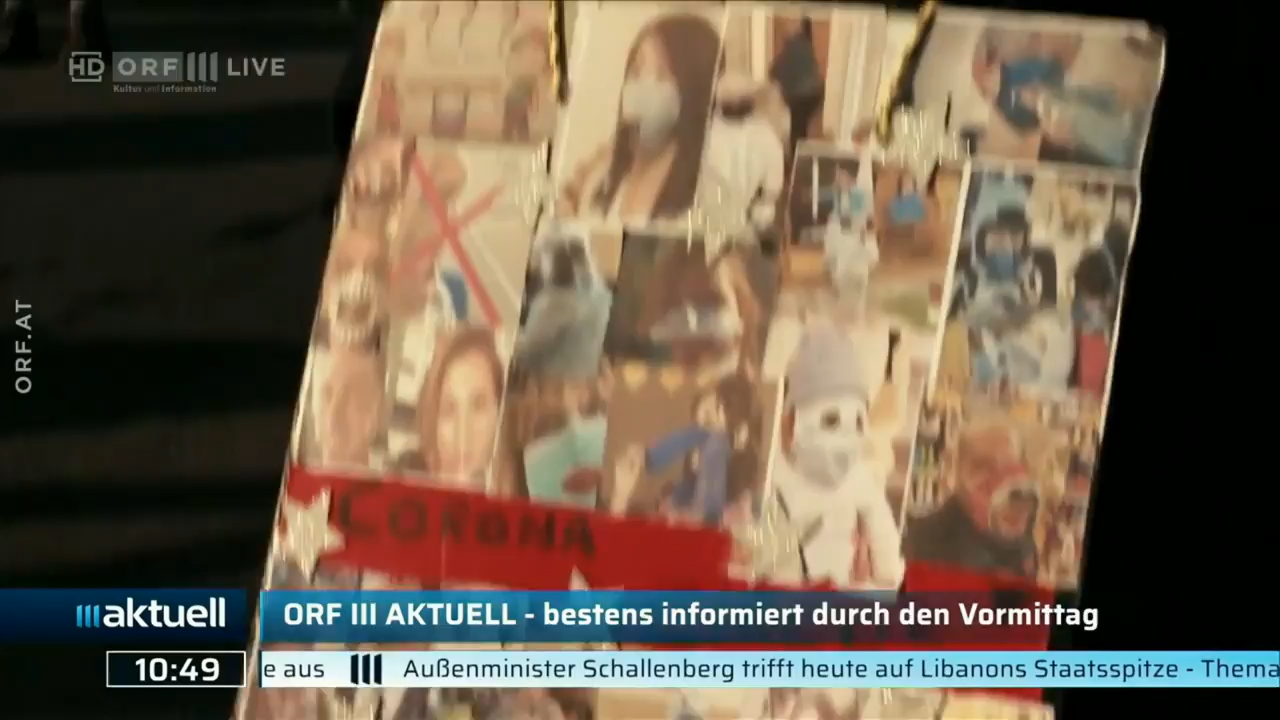 HD ORF III LIVE
Kultur und Information
ORF.AT
CORONA
aktuell
ORF III AKTUELL - bestens informiert durch den Vormittag
10:49
e aus
Außenminister Schallenberg trifft heute auf Libanons Staatsspitze - Thema